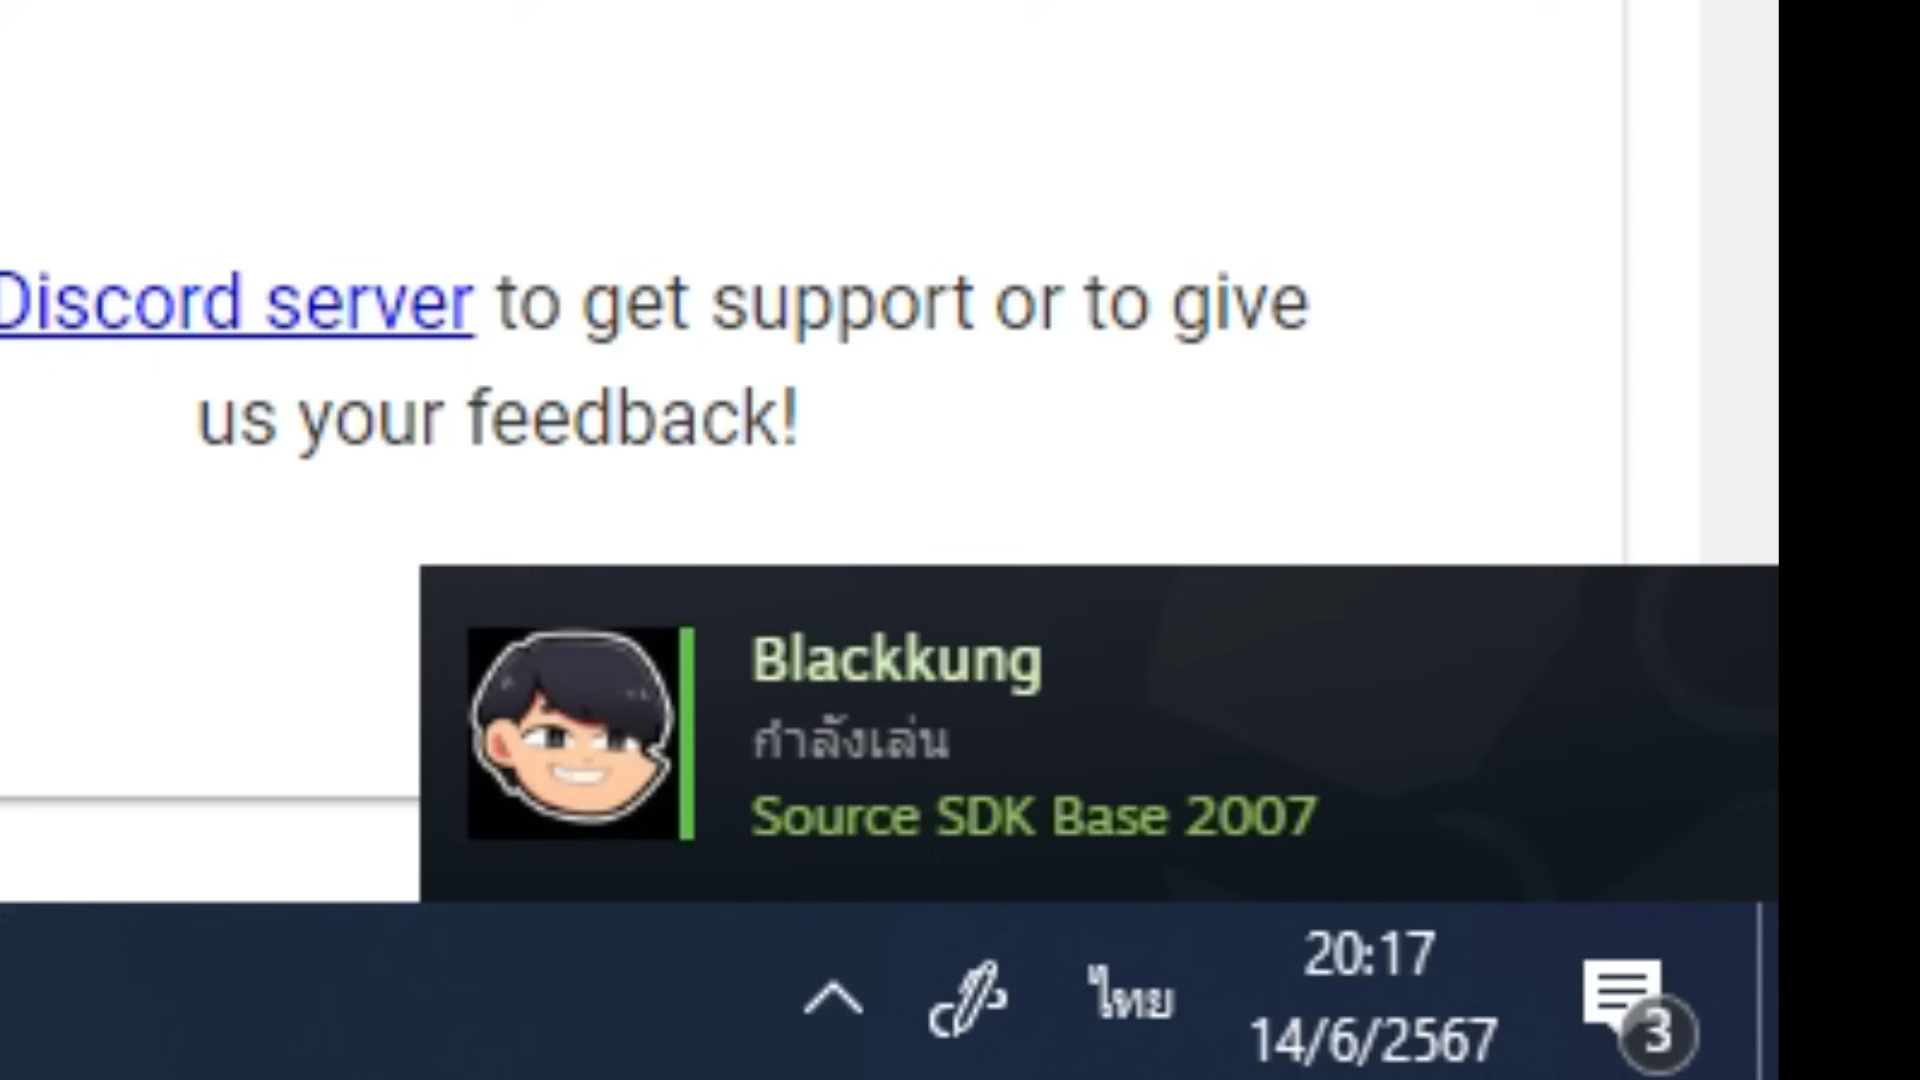 Discord server to get support or to give
us your feedback!
Blackkung
กำลังเล่น
Source SDK Base 2007
20:17
ไทย
14/6/2567
3